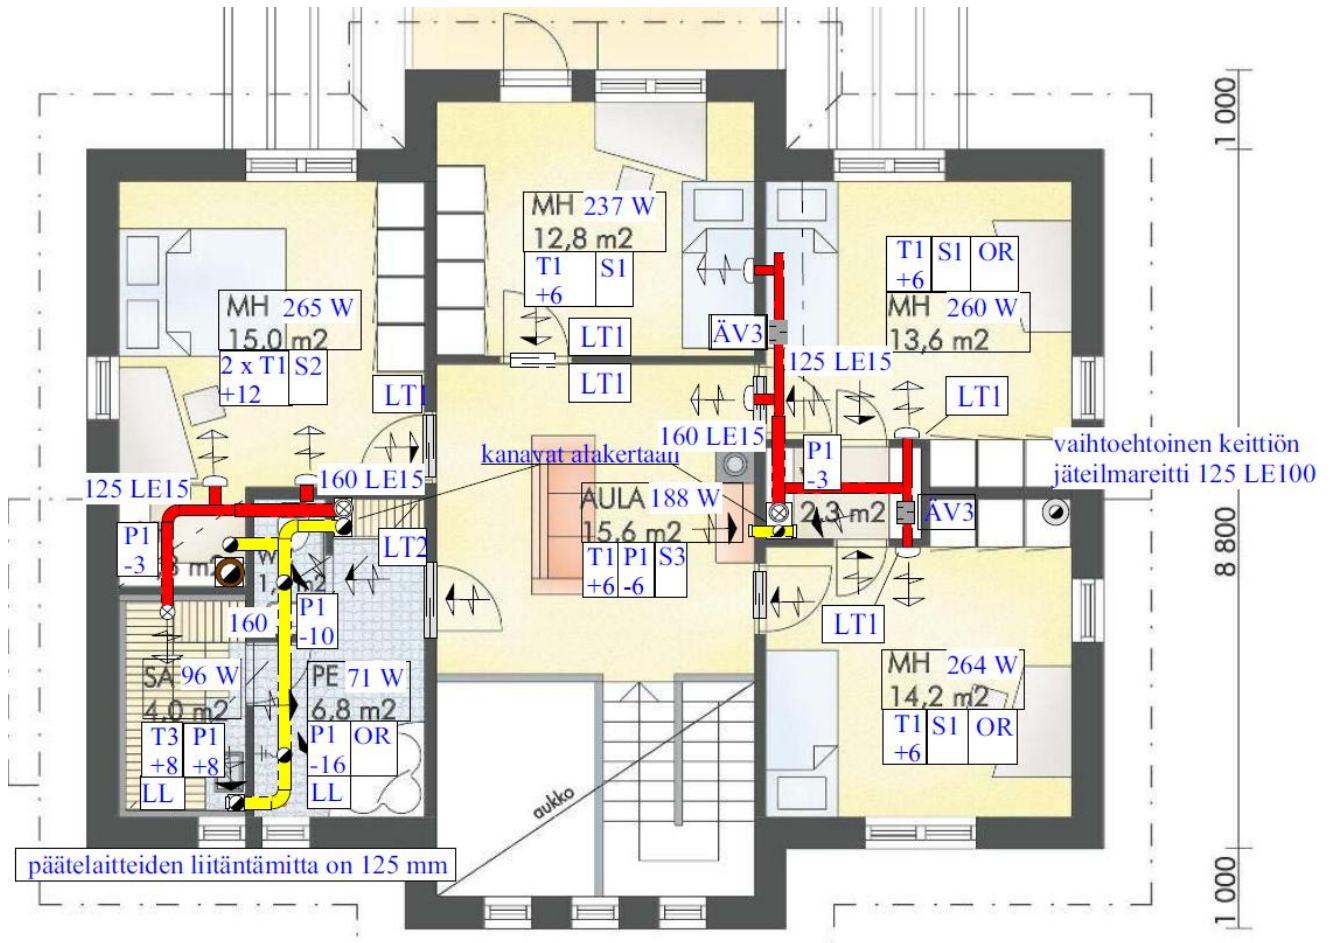 1 000
MH 237 W
12,8 m2
T1 S1
+6
LT1
LT1
ÄV3
T1 S1 OR
+6
MH 260 W
13,6 m2
125 LE15
LT1
MH 265 W
15,0 m2
2 x T1 S2
+12
LT1
160 LE15
kanavat alakertaan
P1
-3
vaihtoehtoinen keittiön
jäteilmareitti 125 LE100
125 LE15
160 LE15
AULA 188 W
15,6 m2
T1 P1 S3
+6 -6
2,3 m2
ÄV3
8 800
P1
-3
LT2
160
P1
-10
LT1
SA 96 W
4,0 m2
T3 P1
+8 +8
LL
PE 71 W
6,8 m2
P1 OR
-16
LL
MH 264 W
14,2 m2
T1 S1 OR
+6
aukko
päätelaitteiden liitäntämitta on 125 mm
1 000